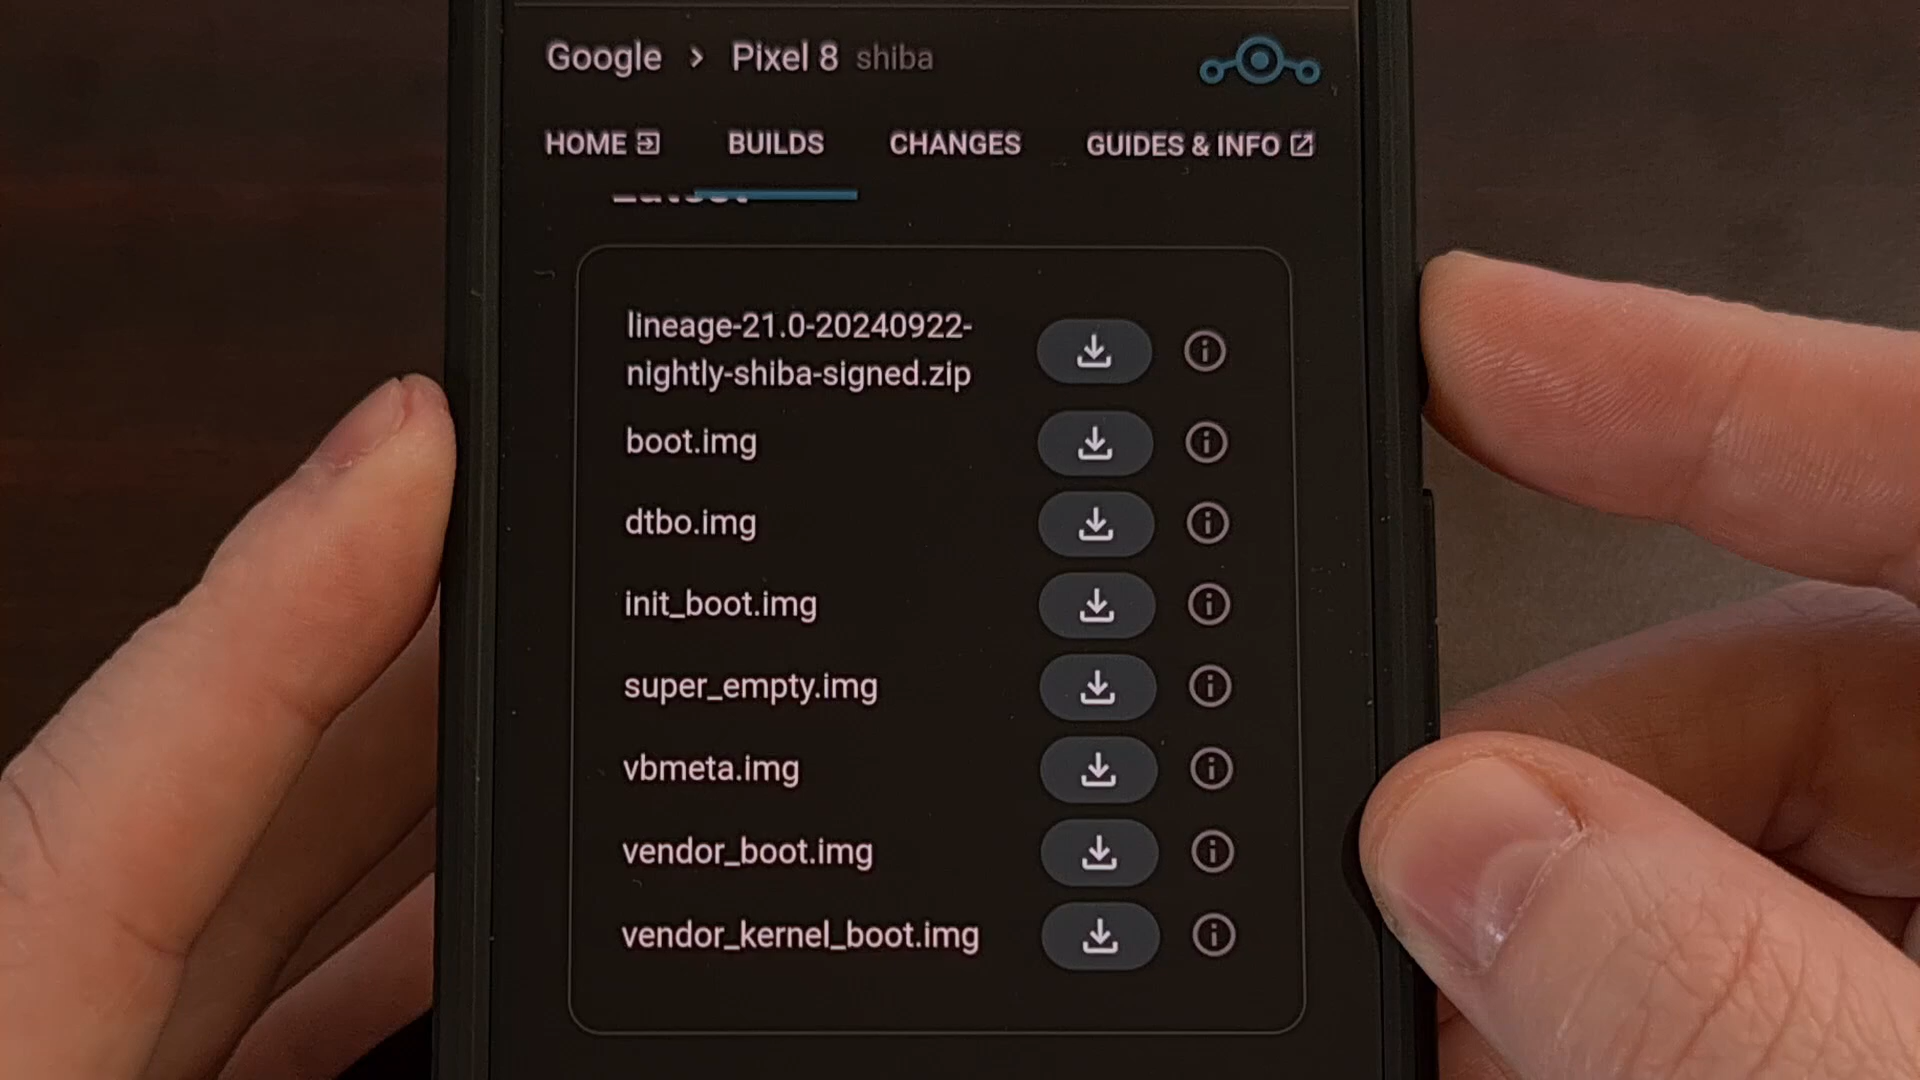 Google > Pixel 8 shiba
HOME BUILDS CHANGES GUIDES & INFO
lineage-21.0-20240922-
nightly-shiba-signed.zip
boot.img
dtbo.img
init_boot.img
super_empty.img
vbmeta.img
vendor_boot.img
vendor_kernel_boot.img